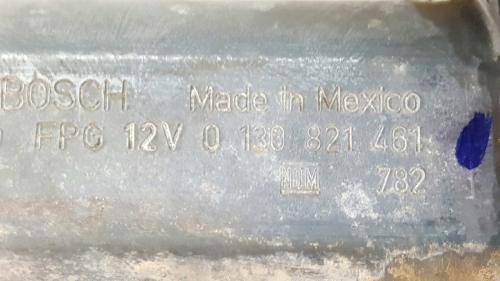 BOSCH Made in Mexico
FPG 12V 0 130 821 461
782